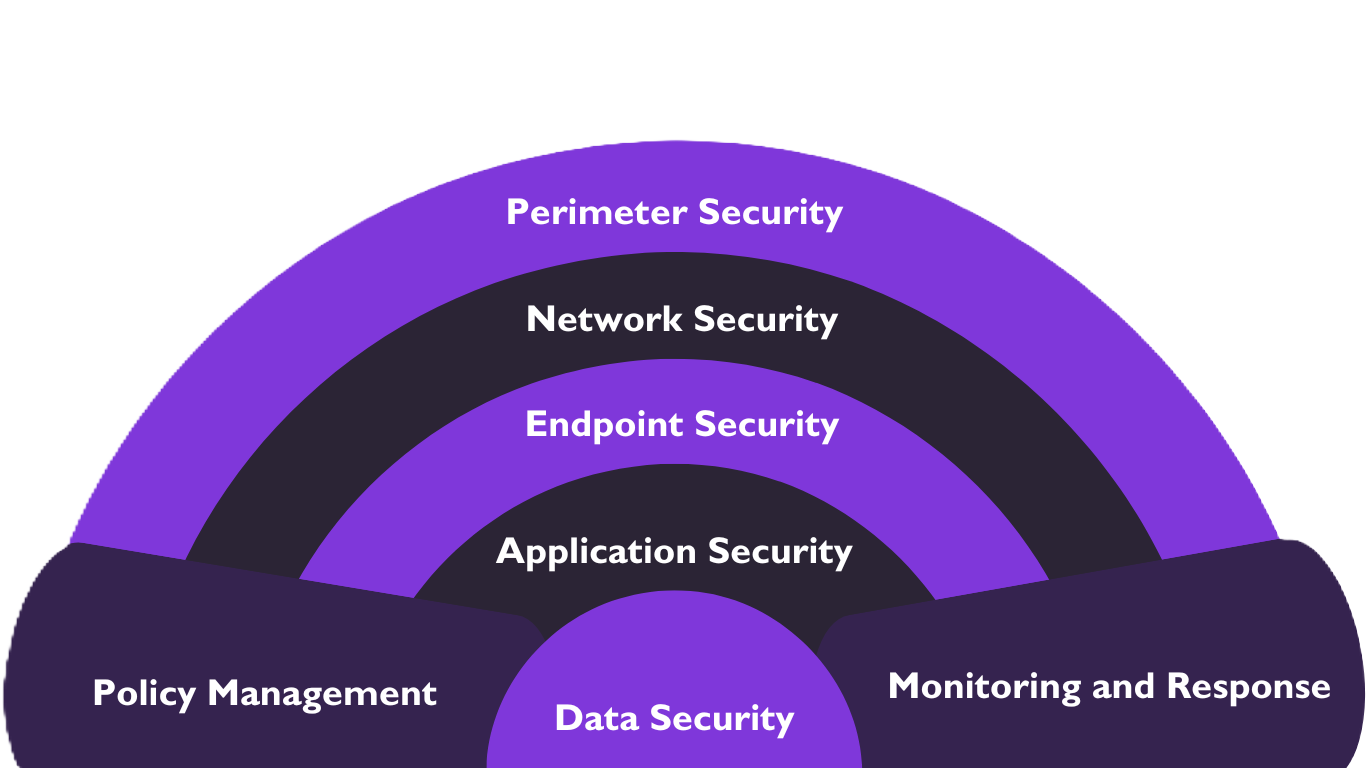 Perimeter Security
Network Security
Endpoint Security
Application Security
Policy Management
Data Security
Monitoring and Response